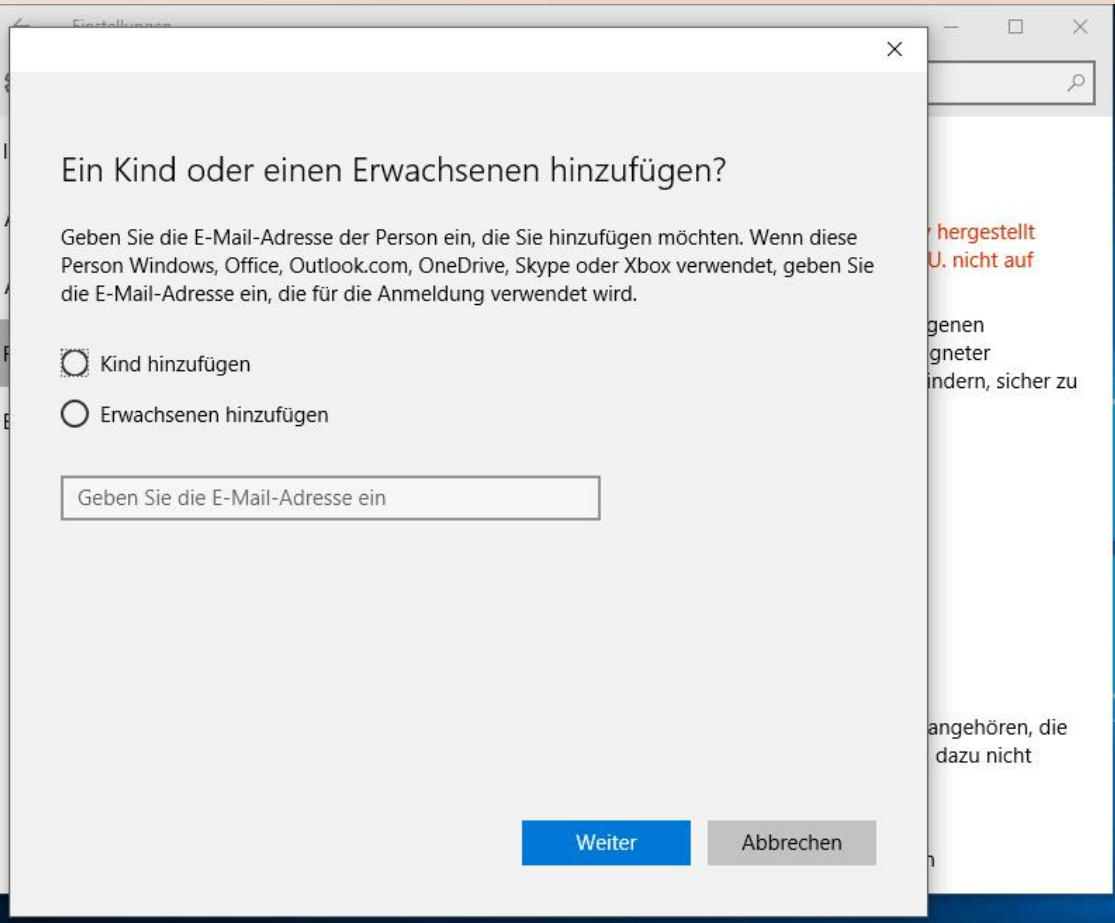 Einstellungen
Ein Kind oder einen Erwachsenen hinzufügen?
Geben Sie die E-Mail-Adresse der Person ein, die Sie hinzufügen möchten. Wenn diese
Person Windows, Office, Outlook.com, OneDrive, Skype oder Xbox verwendet, geben Sie
die E-Mail-Adresse ein, die für die Anmeldung verwendet wird.
Kind hinzufügen
Erwachsenen hinzufügen
Geben Sie die E-Mail-Adresse ein
Weiter
Abbrechen
hergestellt
U. nicht auf
genen
gneter
indern, sicher zu
angehören, die
dazu nicht